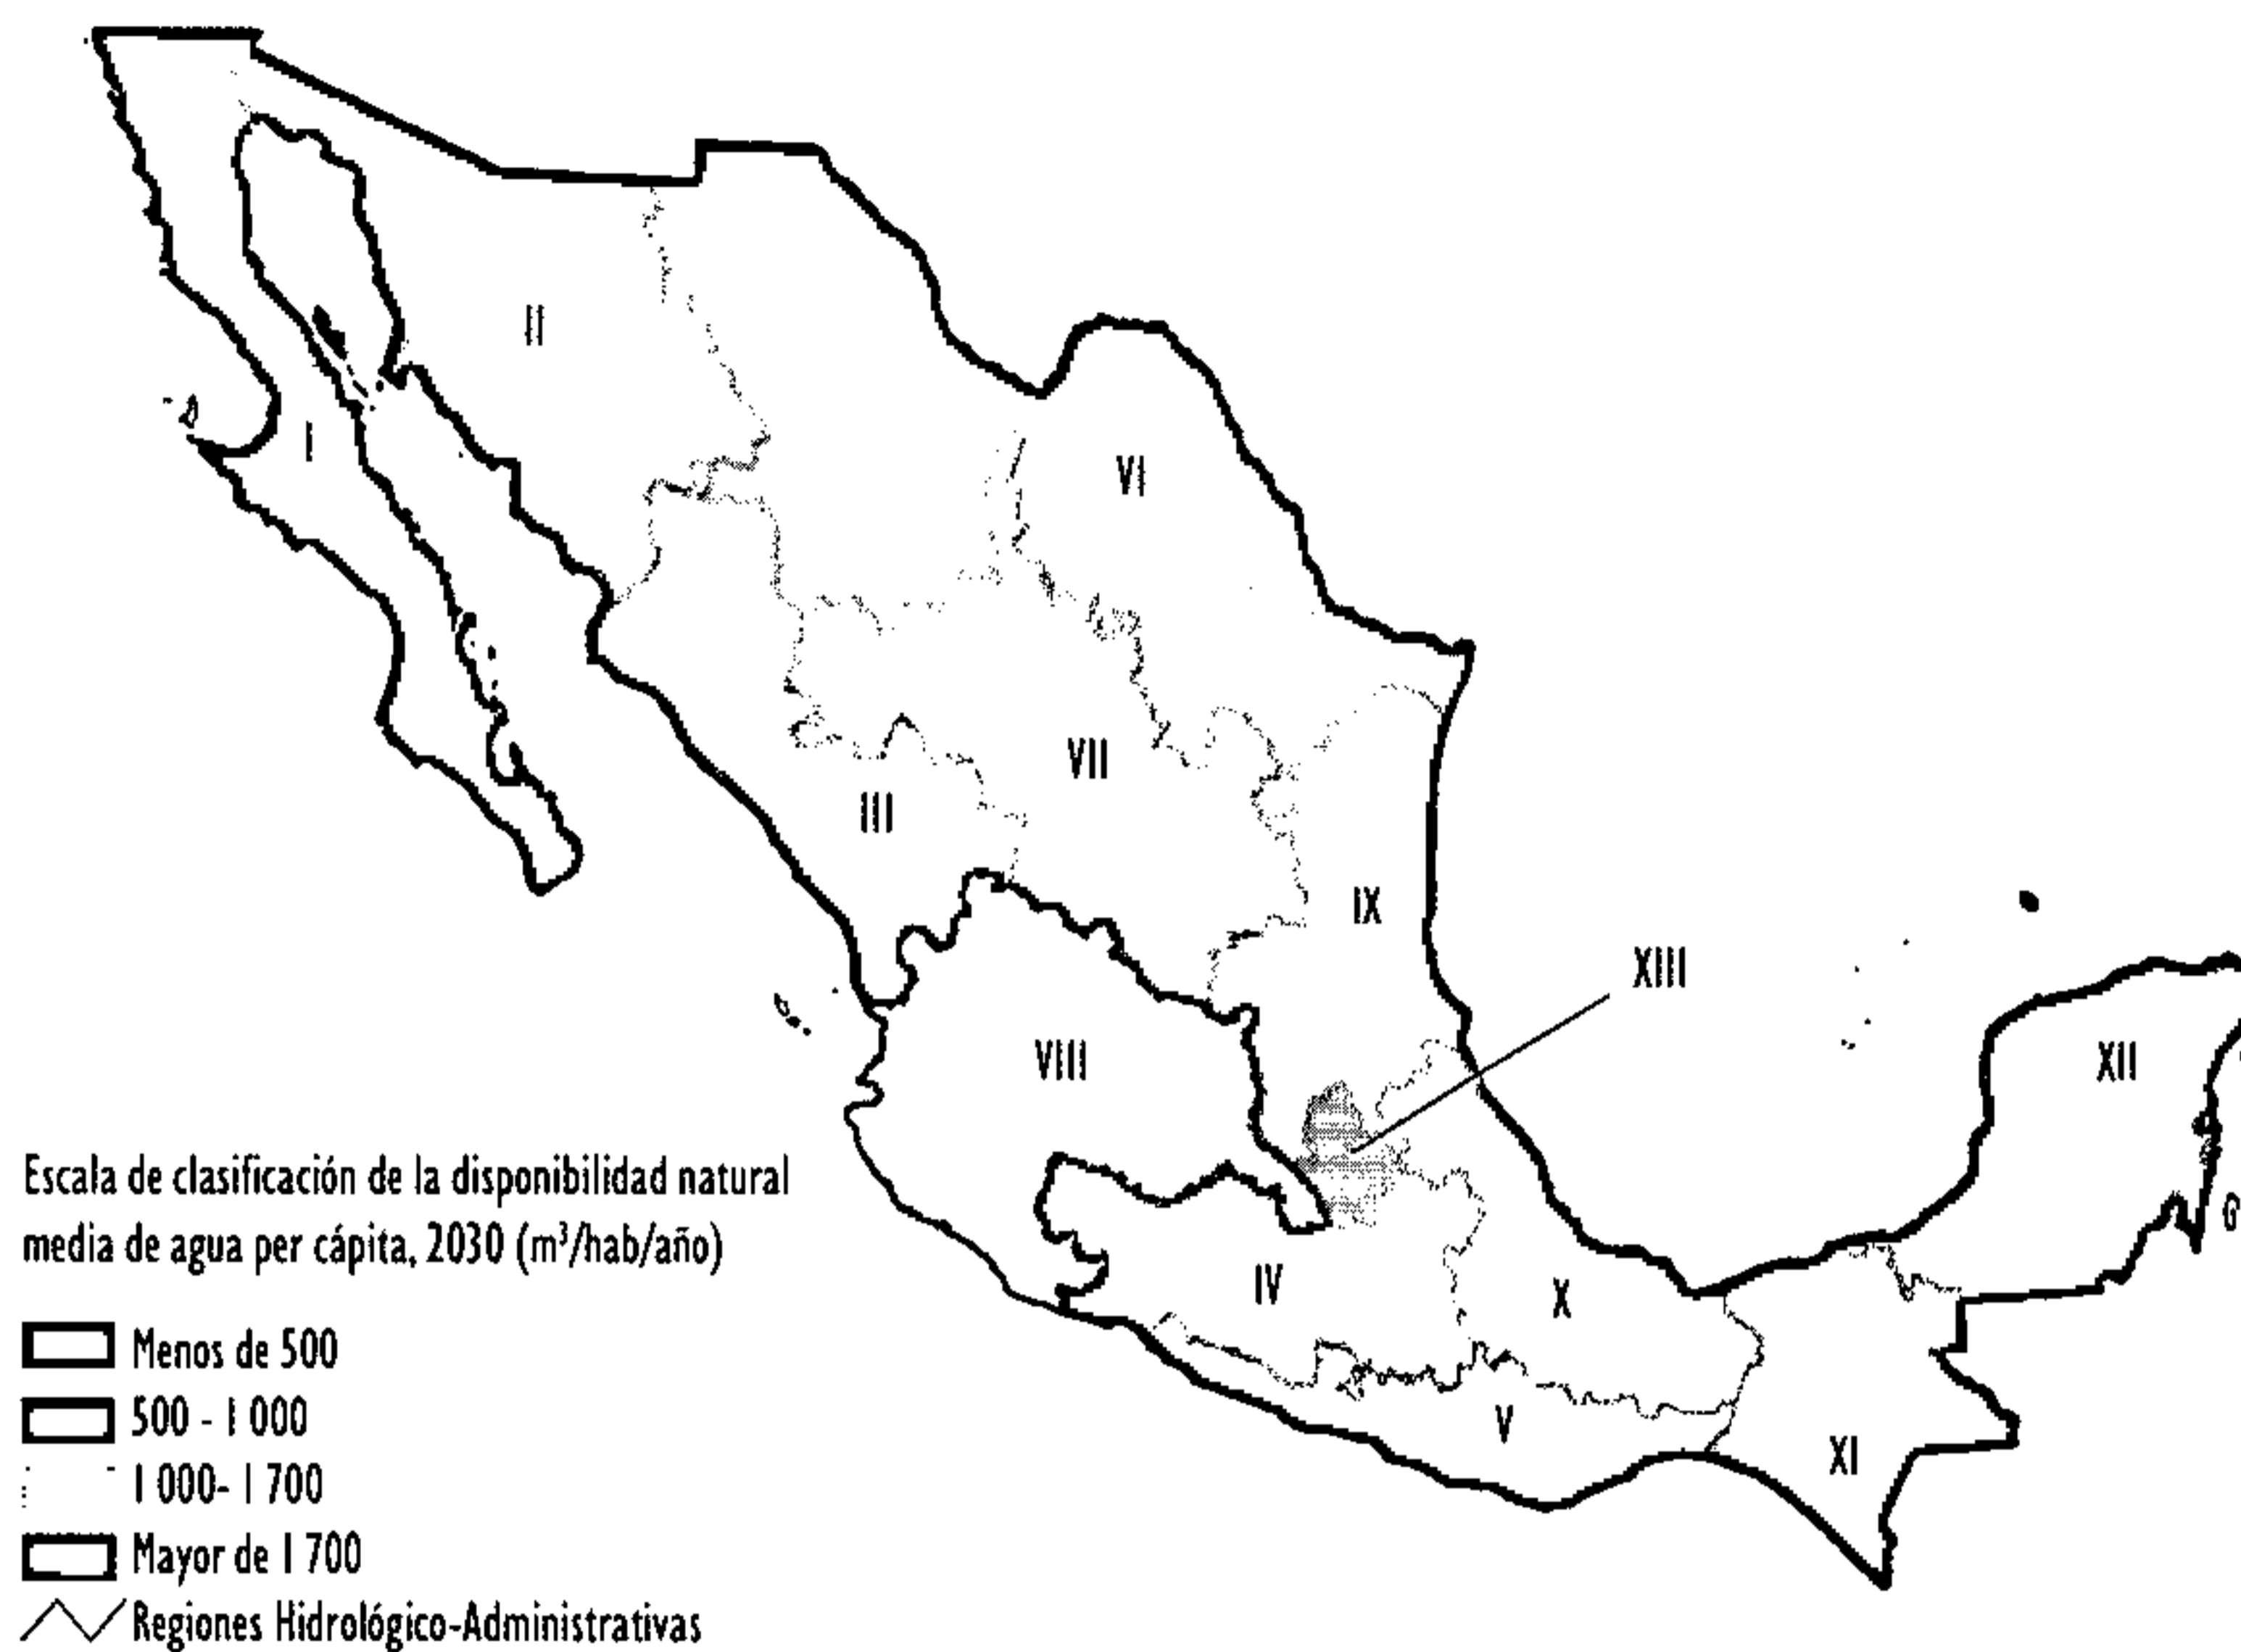 II
I
VI
VII
III
IX
XIII
VIII
XII
IV
X
V
XI
Escala de clasificación de la disponibilidad natural
media de agua per cápita, 2030 (m³/hab/año)
Menos de 500
500 - 1 000
1 000- 1 700
Mayor de 1 700
Regiones Hidrológico-Administrativas